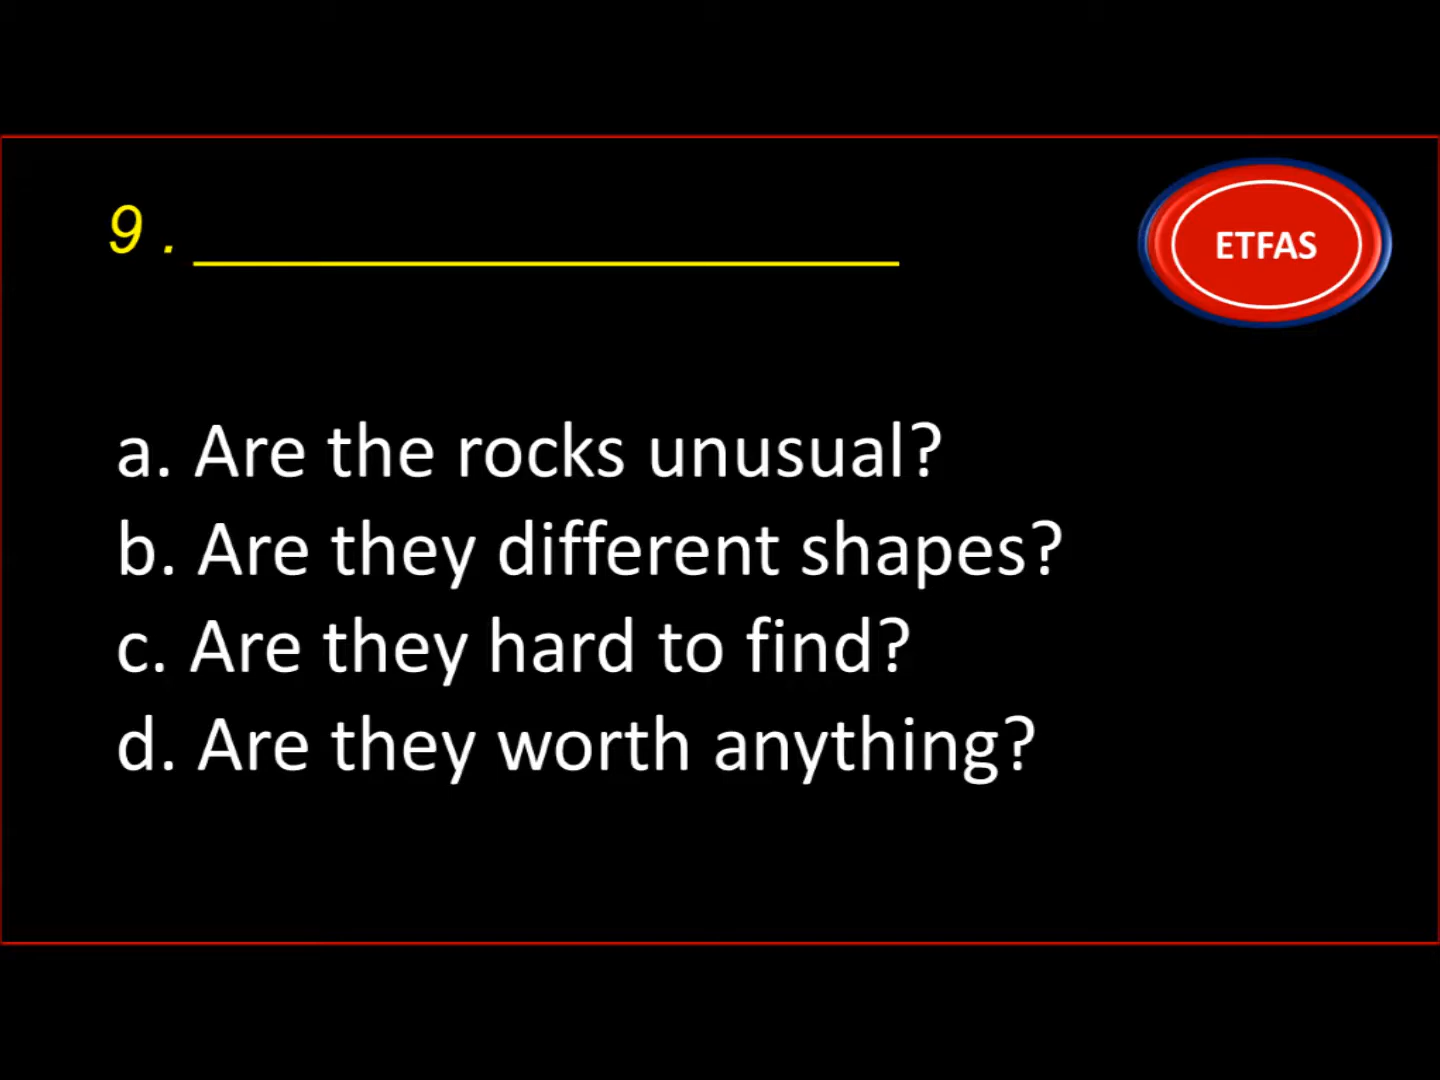 9 . ______________________
ETFAS
a. Are the rocks unusual?
b. Are they different shapes?
c. Are they hard to find?
d. Are they worth anything?